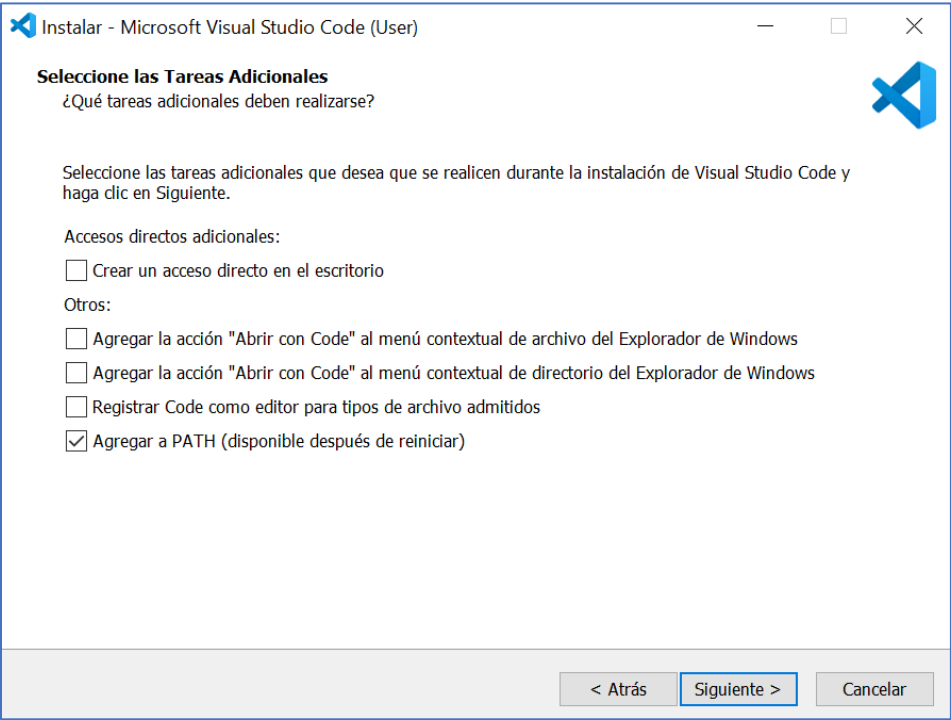 Instalar - Microsoft Visual Studio Code (User)
Seleccione las Tareas Adicionales
¿Qué tareas adicionales deben realizarse?
Seleccione las tareas adicionales que desea que se realicen durante la instalación de Visual Studio Code y
haga clic en Siguiente.
Accesos directos adicionales:
Crear un acceso directo en el escritorio
Otros:
Agregar la acción "Abrir con Code" al menú contextual de archivo del Explorador de Windows
Agregar la acción "Abrir con Code" al menú contextual de directorio del Explorador de Windows
Registrar Code como editor para tipos de archivo admitidos
Agregar a PATH (disponible después de reiniciar)
< Atrás Siguiente > Cancelar